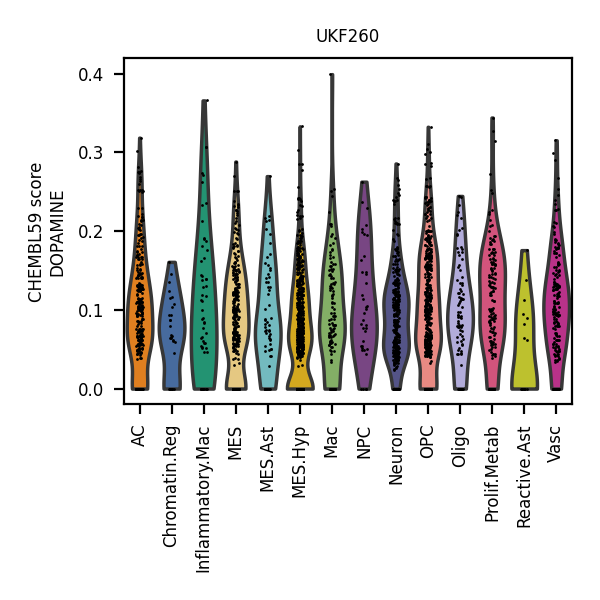 UKF260
CHEMBL59 score
DOPAMINE
0.4
0.3
0.2
0.1
0.0
AC
Chromatin.Reg
Inflammatory.Mac
MES
MES.Ast
MES.Hyp
Mac
NPC
Neuron
OPC
Oligo
Prolif.Metab
Reactive.Ast
Vasc